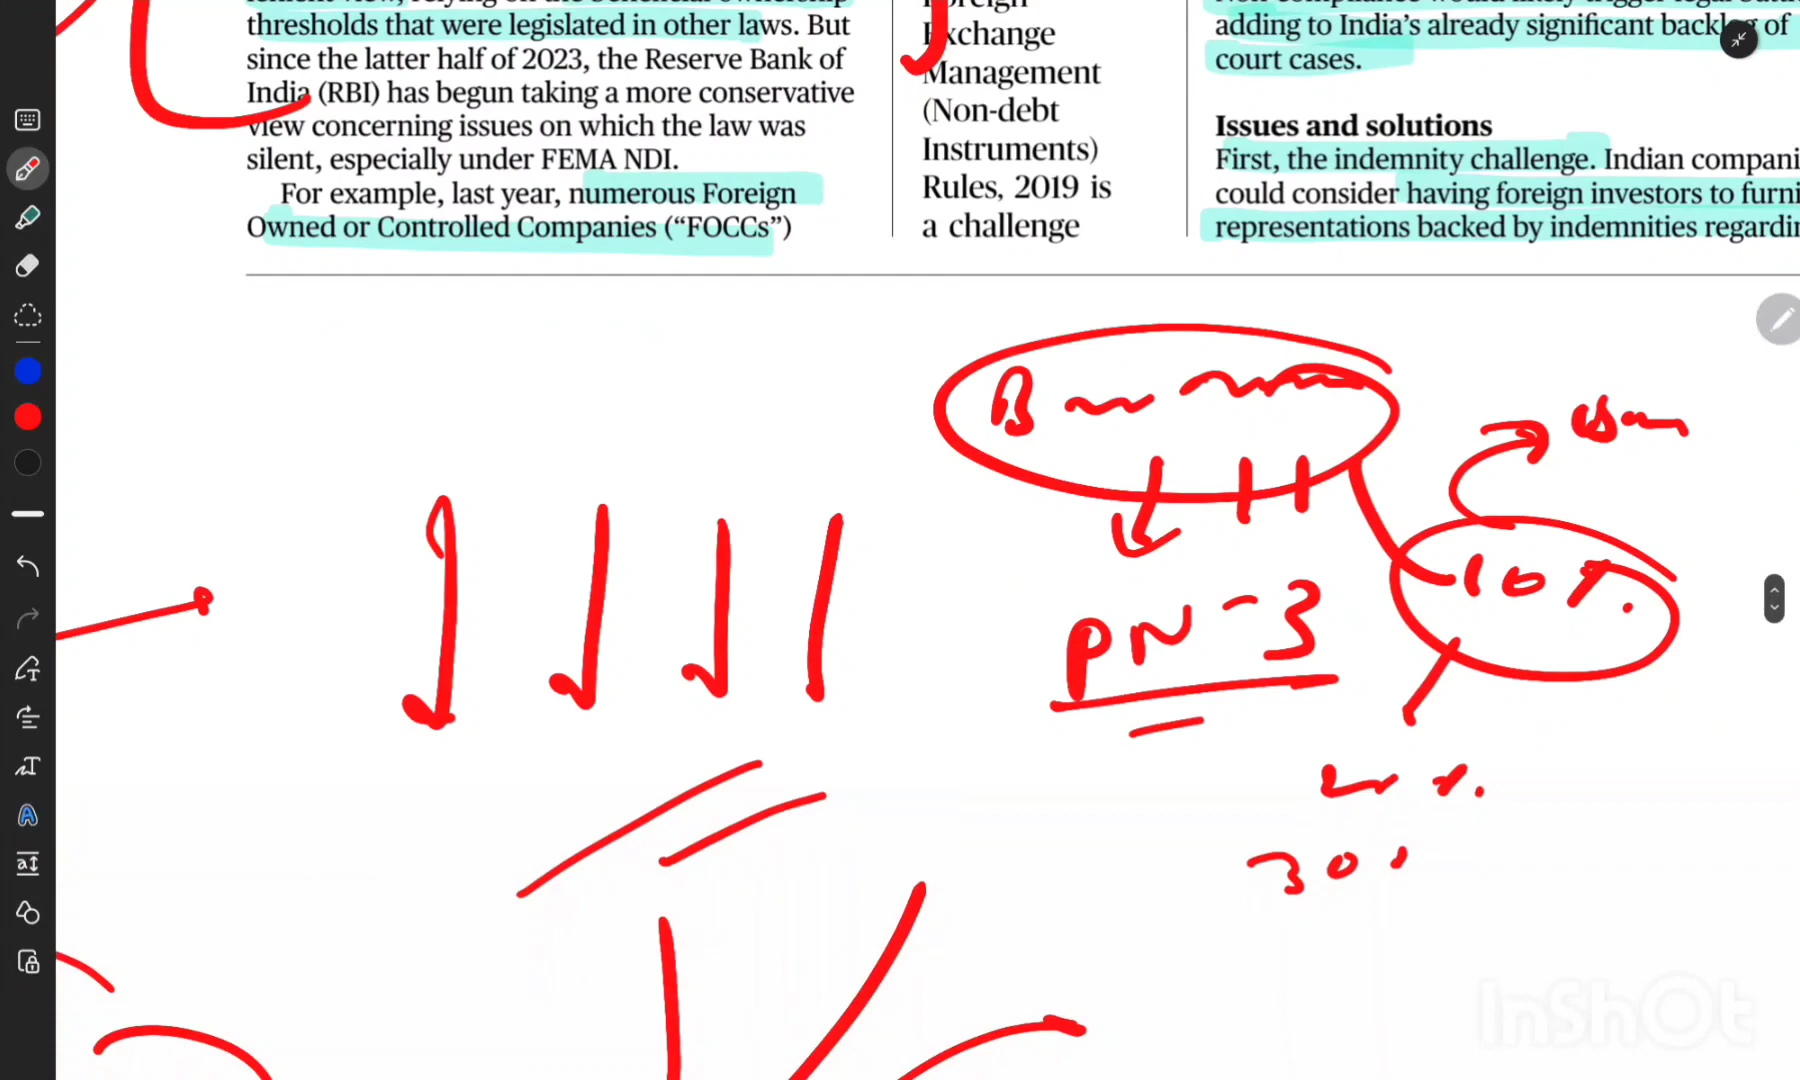 thresholds that were legislated in other laws. But
since the latter half of 2023, the Reserve Bank of
India (RBI) has begun taking a more conservative
view concerning issues on which the law was
silent, especially under FEMA NDI.
For example, last year, numerous Foreign
Owned or Controlled Companies (“FOCCs”)
Foreign
Exchange
Management
(Non-debt
Instruments)
Rules, 2019 is
a challenge
adding to India’s already significant backlog of
court cases.
Issues and solutions
First, the indemnity challenge. Indian compani
could consider having foreign investors to furni
representations backed by indemnities regardin
B
10%.
PN-3
30
InShOt